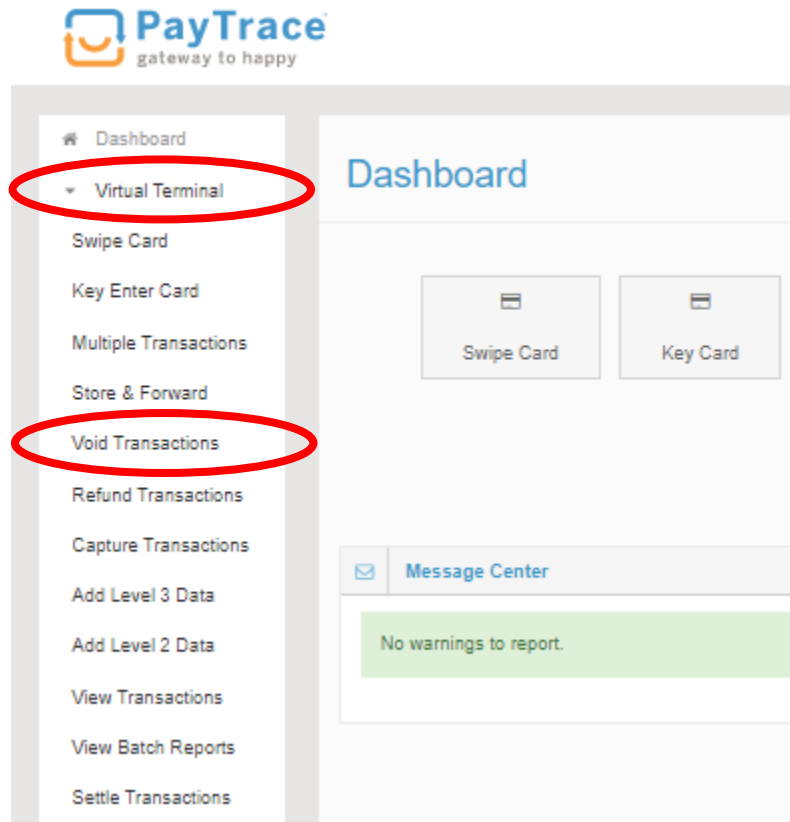 PayTrace
gateway to happy
Dashboard
Virtual Terminal
Swipe Card
Key Enter Card
Multiple Transactions
Store & Forward
Void Transactions
Refund Transactions
Capture Transactions
Add Level 3 Data
Add Level 2 Data
View Transactions
View Batch Reports
Settle Transactions
Dashboard
Swipe Card
Key Card
Message Center
No warnings to report.